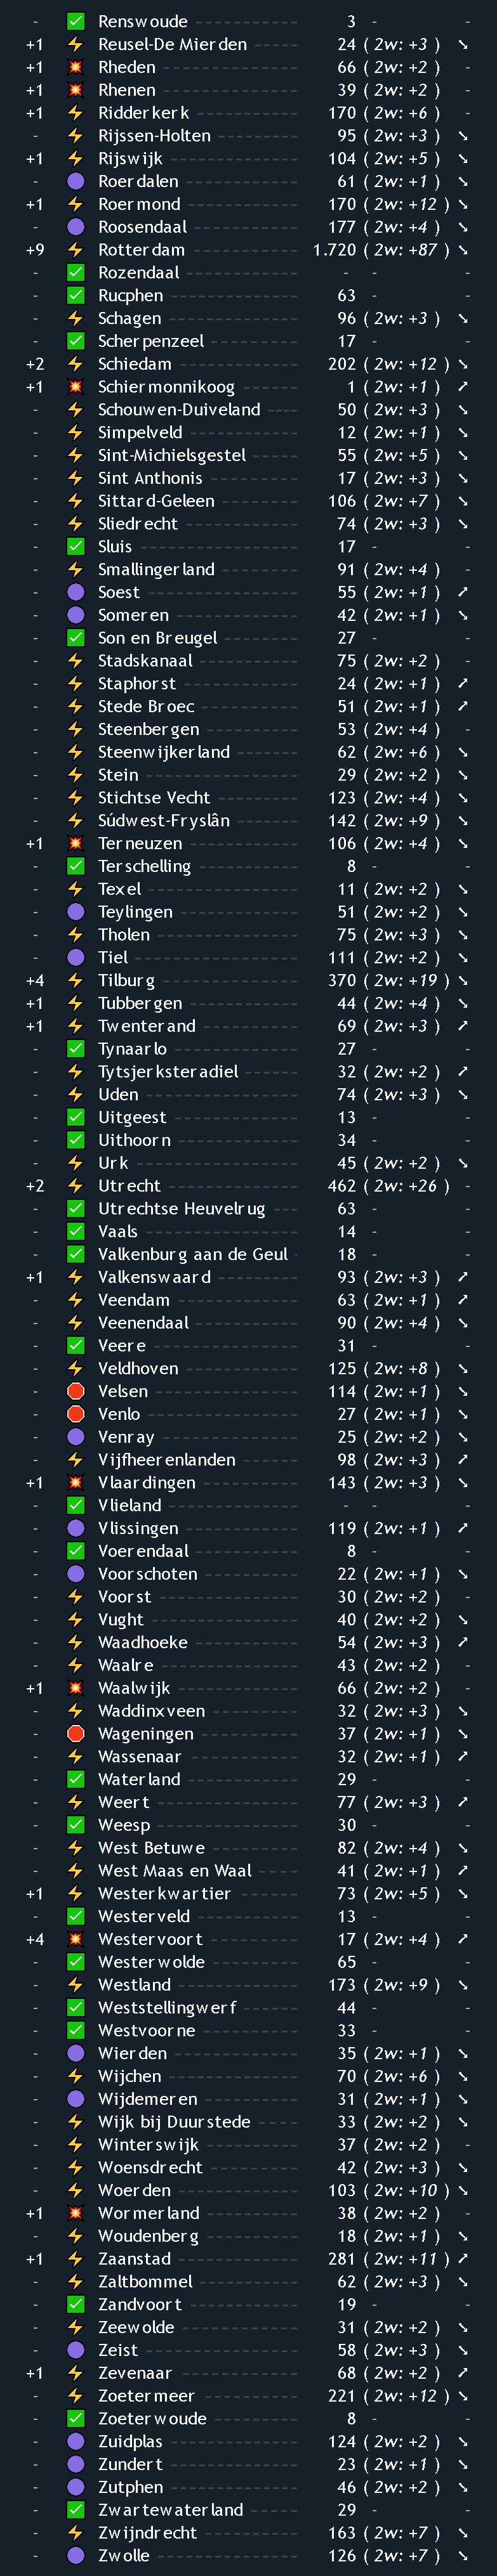 - ✅ Renswoude 3 - -
+1 ⚡ Reusel-De Mierden 24 ( 2w: +3 ) ➘
+1 💥 Rheden 66 ( 2w: +2 ) -
+1 💥 Rhenen 39 ( 2w: +2 ) -
+1 ⚡ Ridderkerk 170 ( 2w: +6 ) -
- ⚡ Rijssen-Holten 95 ( 2w: +3 ) ➘
+1 ⚡ Rijswijk 104 ( 2w: +5 ) ➘
- 🟣 Roerdalen 61 ( 2w: +1 ) ➘
+1 ⚡ Roermond 170 ( 2w: +12 ) ➘
- 🟣 Roosendaal 177 ( 2w: +4 ) ➘
+9 ⚡ Rotterdam 1.720 ( 2w: +87 ) ➘
- ✅ Rozendaal - - -
- ✅ Rucphen 63 - -
- ⚡ Schagen 96 ( 2w: +3 ) ➘
- ✅ Scherpenzeel 17 - -
+2 ⚡ Schiedam 202 ( 2w: +12 ) ➘
+1 💥 Schiermonnikoog 1 ( 2w: +1 ) ➚
- ⚡ Schouwen-Duiveland 50 ( 2w: +3 ) ➘
- ⚡ Simpelveld 12 ( 2w: +1 ) ➘
- ⚡ Sint-Michielsgestel 55 ( 2w: +5 ) ➘
- ⚡ Sint Anthonis 17 ( 2w: +3 ) ➘
- ⚡ Sittard-Geleen 106 ( 2w: +7 ) ➘
- ⚡ Sliedrecht 74 ( 2w: +3 ) ➘
- ✅ Sluis 17 - -
- ⚡ Smallingerland 91 ( 2w: +4 ) -
- 🟣 Soest 55 ( 2w: +1 ) ➚
- 🟣 Someren 42 ( 2w: +1 ) ➘
- ✅ Son en Breugel 27 - -
- ⚡ Stadskanaal 75 ( 2w: +2 ) -
- ⚡ Staphorst 24 ( 2w: +1 ) ➚
- ⚡ Stede Broec 51 ( 2w: +1 ) ➚
- ⚡ Steenbergen 53 ( 2w: +4 ) -
- ⚡ Steenwijkerland 62 ( 2w: +6 ) ➘
- ⚡ Stein 29 ( 2w: +2 ) ➘
- ⚡ Stichtse Vecht 123 ( 2w: +4 ) ➘
- ⚡ Súdwest-Fryslân 142 ( 2w: +9 ) ➘
+1 💥 Terneuzen 106 ( 2w: +4 ) ➘
- ✅ Terschelling 8 - -
- ⚡ Texel 11 ( 2w: +2 ) ➘
- 🟣 Teylingen 51 ( 2w: +2 ) ➘
- ⚡ Tholen 75 ( 2w: +3 ) ➘
- 🟣 Tiel 111 ( 2w: +2 ) ➘
+4 ⚡ Tilburg 370 ( 2w: +19 ) ➘
+1 ⚡ Tubbergen 44 ( 2w: +4 ) ➘
+1 ⚡ Twenterand 69 ( 2w: +3 ) ➚
- ✅ Tynaarlo 27 - -
- ⚡ Tytsjerksteradiel 32 ( 2w: +2 ) ➚
- ⚡ Uden 74 ( 2w: +3 ) ➘
- ✅ Uitgeest 13 - -
- ✅ Uithoorn 34 - -
- ⚡ Urk 45 ( 2w: +2 ) ➘
+2 ⚡ Utrecht 462 ( 2w: +26 ) -
- ✅ Utrechtse Heuvelrug 63 - -
- ✅ Vaals 14 - -
- ✅ Valkenburg aan de Geul 18 - -
+1 ⚡ Valkenswaard 93 ( 2w: +3 ) ➚
- ⚡ Veendam 63 ( 2w: +1 ) ➚
- ⚡ Veenendaal 90 ( 2w: +4 ) ➘
- ✅ Veere 31 - -
- ⚡ Veldhoven 125 ( 2w: +8 ) ➘
- 🛑 Velsen 114 ( 2w: +1 ) ➘
- 🛑 Venlo 27 ( 2w: +1 ) ➘
- 🟣 Venray 25 ( 2w: +2 ) ➘
- ⚡ Vijfheerenlanden 98 ( 2w: +3 ) ➚
+1 💥 Vlaardingen 143 ( 2w: +3 ) ➘
- ✅ Vlieland - - -
- 🟣 Vlissingen 119 ( 2w: +1 ) ➚
- ✅ Voerendaal 8 - -
- 🟣 Voorschoten 22 ( 2w: +1 ) ➘
- ⚡ Voorst 30 ( 2w: +2 ) -
- ⚡ Vught 40 ( 2w: +2 ) ➘
- ⚡ Waadhoeke 54 ( 2w: +3 ) ➚
- ⚡ Waalre 43 ( 2w: +2 ) -
+1 💥 Waalwijk 66 ( 2w: +2 ) -
- ⚡ Waddinxveen 32 ( 2w: +3 ) ➘
- 🛑 Wageningen 37 ( 2w: +1 ) ➘
- ⚡ Wassenaar 32 ( 2w: +1 ) ➚
- ✅ Waterland 29 - -
- ⚡ Weert 77 ( 2w: +3 ) ➚
- ✅ Weesp 30 - -
- ⚡ West Betuwe 82 ( 2w: +4 ) ➘
- ⚡ West Maas en Waal 41 ( 2w: +1 ) ➚
+1 ⚡ Westerkwartier 73 ( 2w: +5 ) ➘
- ✅ Westerveld 13 - -
+4 💥 Westervoort 17 ( 2w: +4 ) ➚
- ✅ Westerwolde 65 - -
- ⚡ Westland 173 ( 2w: +9 ) ➘
- ✅ Weststellingwerf 44 - -
- ✅ Westvoorne 33 - -
- 🟣 Wierden 35 ( 2w: +1 ) ➘
- ⚡ Wijchen 70 ( 2w: +6 ) ➘
- 🟣 Wijdemeren 31 ( 2w: +1 ) ➘
- ⚡ Wijk bij Duurstede 33 ( 2w: +2 ) ➘
- ⚡ Winterswijk 37 ( 2w: +2 ) -
- ⚡ Woensdrecht 42 ( 2w: +3 ) ➘
- ⚡ Woerden 103 ( 2w: +10 ) ➘
+1 💥 Wormerland 38 ( 2w: +2 ) -
- ⚡ Woudenberg 18 ( 2w: +1 ) ➘
+1 ⚡ Zaanstad 281 ( 2w: +11 ) ➚
- ⚡ Zaltbommel 62 ( 2w: +3 ) ➘
- ✅ Zandvoort 19 - -
- ⚡ Zeewolde 31 ( 2w: +2 ) ➘
- 🟣 Zeist 58 ( 2w: +3 ) ➘
+1 ⚡ Zevenaar 68 ( 2w: +2 ) ➚
- ⚡ Zoetermeer 221 ( 2w: +12 ) ➘
- ✅ Zoeterwoude 8 - -
- 🟣 Zuidplas 124 ( 2w: +2 ) ➘
- 🟣 Zundert 23 ( 2w: +1 ) ➘
- 🟣 Zutphen 46 ( 2w: +2 ) ➘
- ✅ Zwartewaterland 29 - -
- ⚡ Zwijndrecht 163 ( 2w: +7 ) ➘
- 🟣 Zwolle 126 ( 2w: +7 ) ➘